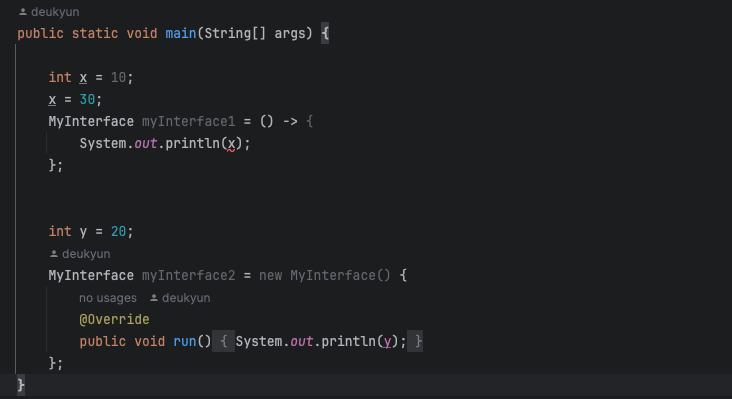 deukyun
public static void main(String[] args) {
int x = 10;
x = 30;
MyInterface myInterface1 = () -> {
System.out.println(x);
};
int y = 20;
deukyun
MyInterface myInterface2 = new MyInterface() {
no usages deukyun
@Override
public void run() { System.out.println(y); }
};
}